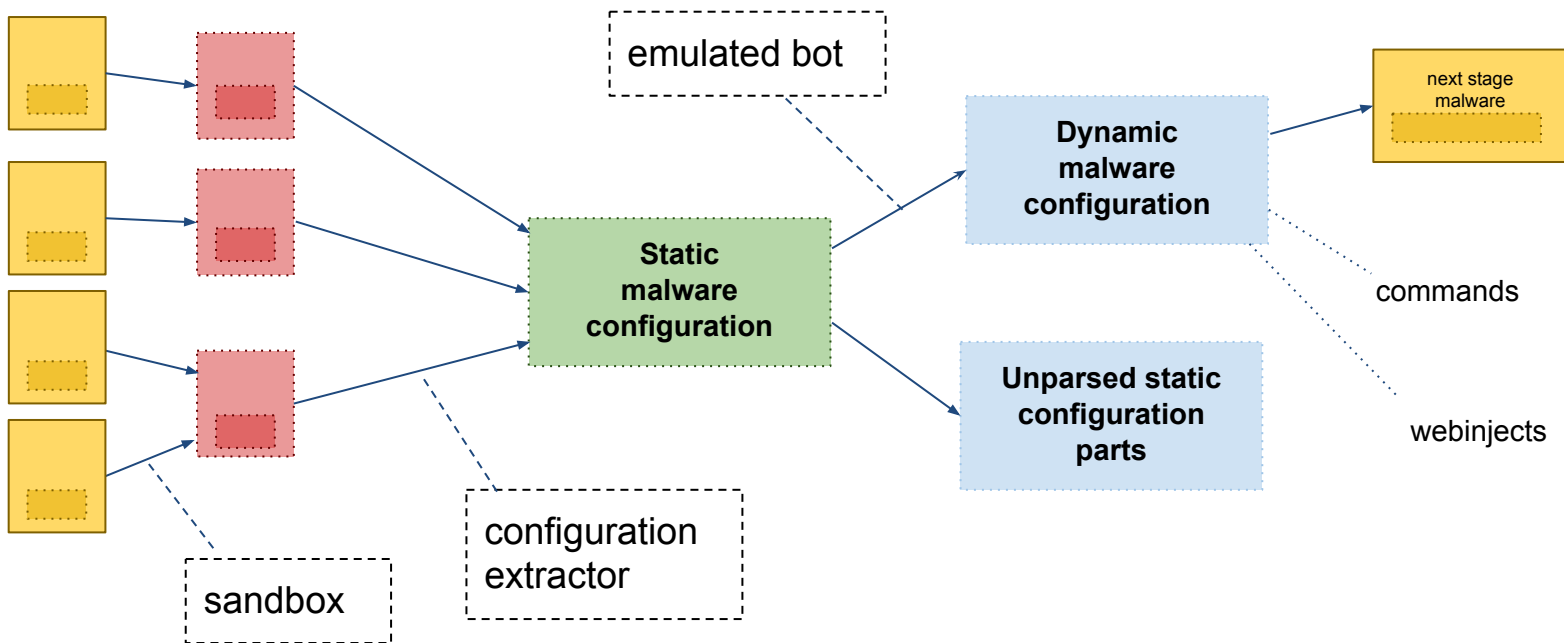 emulated bot
next stage
malware
Dynamic
malware
configuration
Static
malware
configuration
commands
Unparsed static
configuration
parts
webinjects
configuration
extractor
sandbox